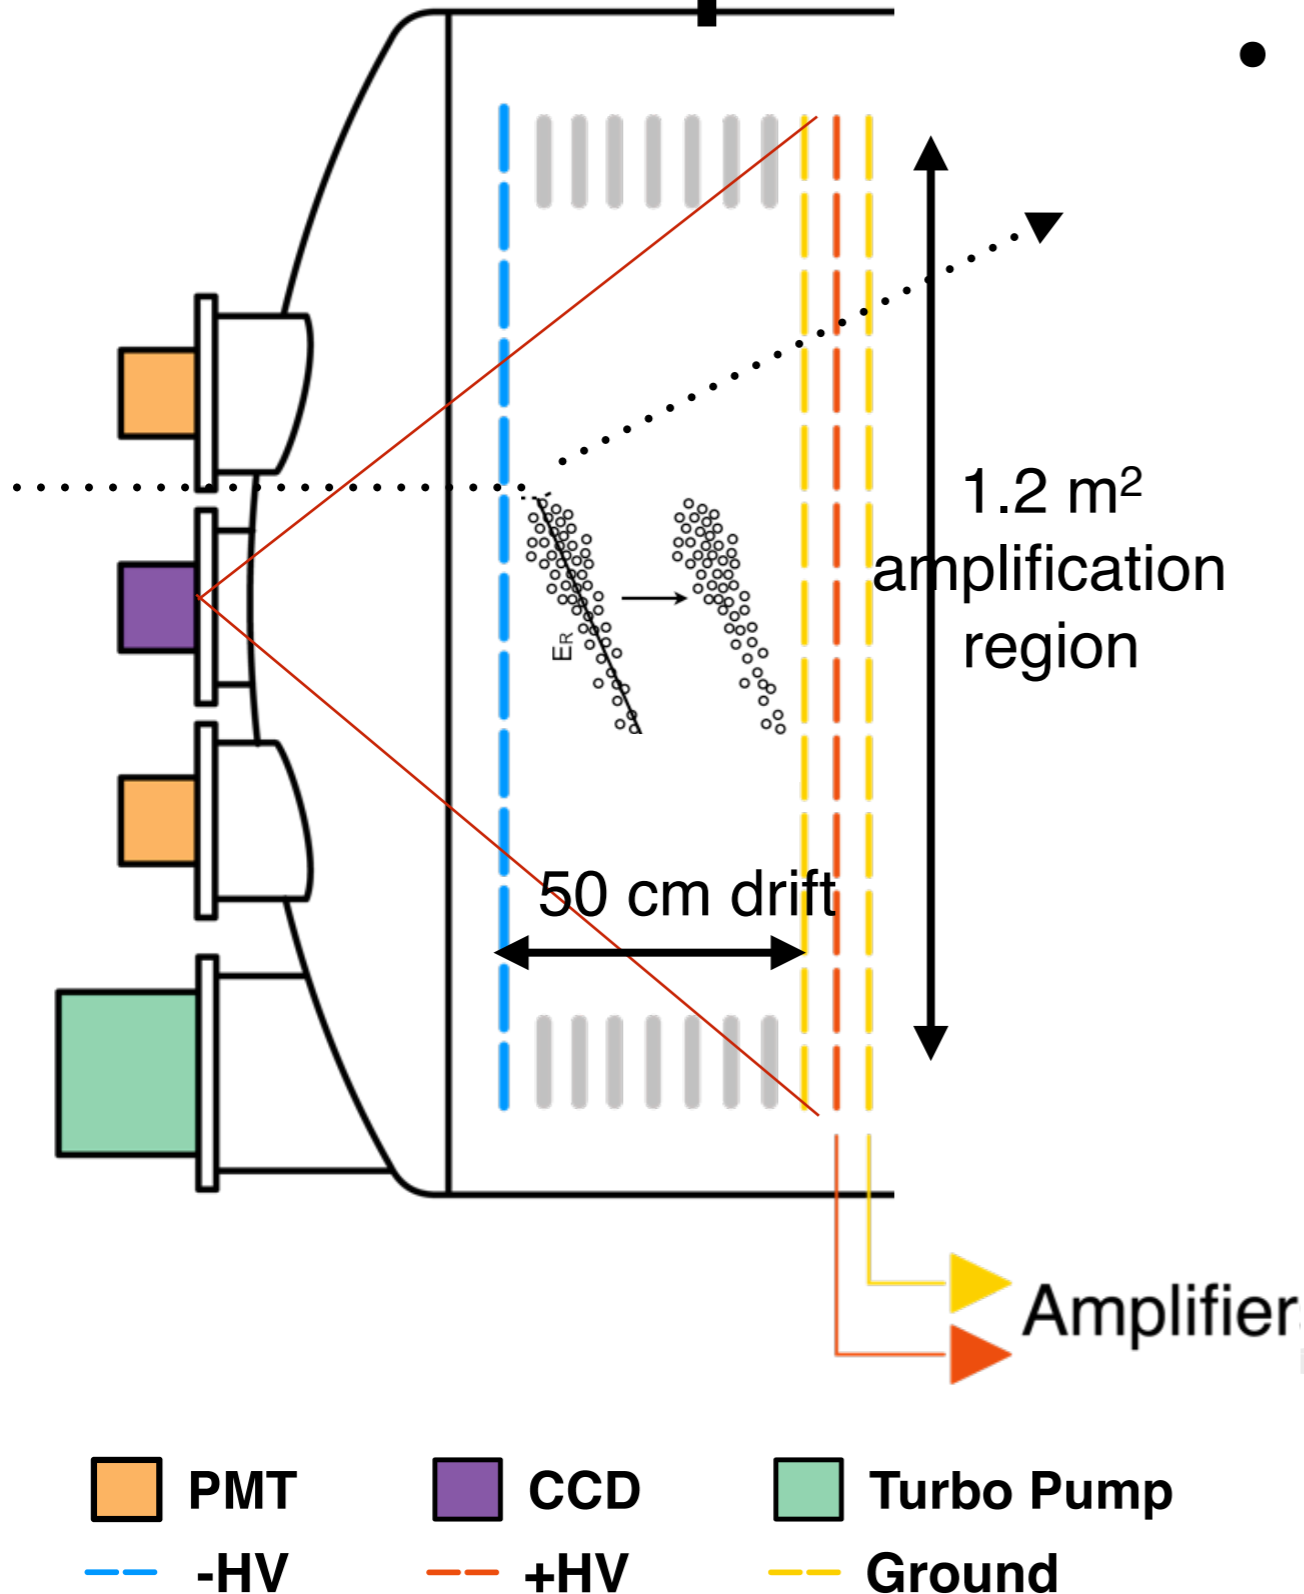 1.2 m²
amplification
region
E_R
50 cm drift
Amplifier
PMT
CCD
Turbo Pump
-HV
+HV
Ground